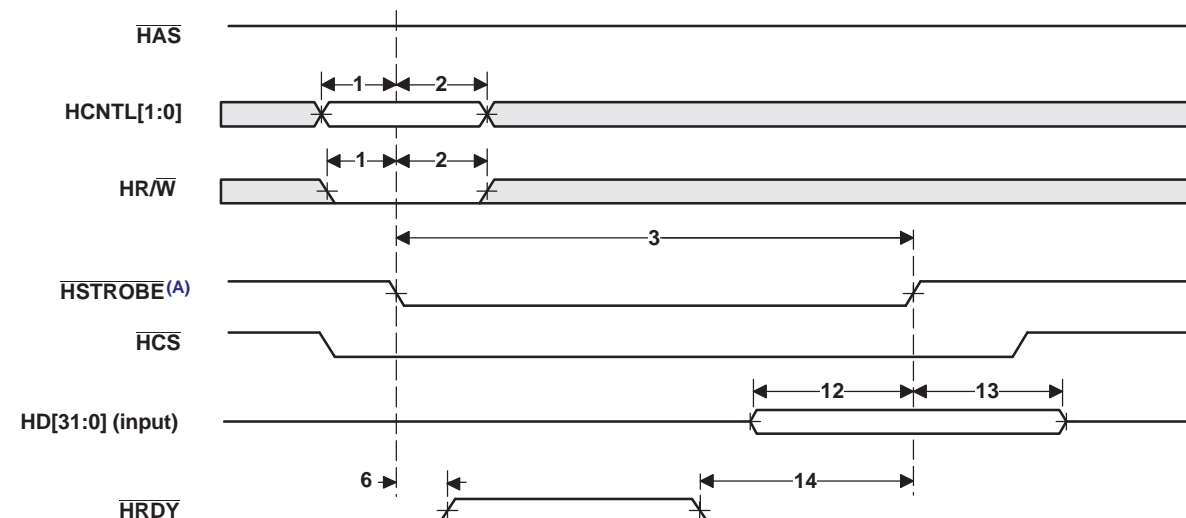 HAS
1 2
HCNTL[1:0]
1 2
HR/W
3
HSTROBE(A)
HCS
12 13
HD[31:0] (input)
6 14
HRDY